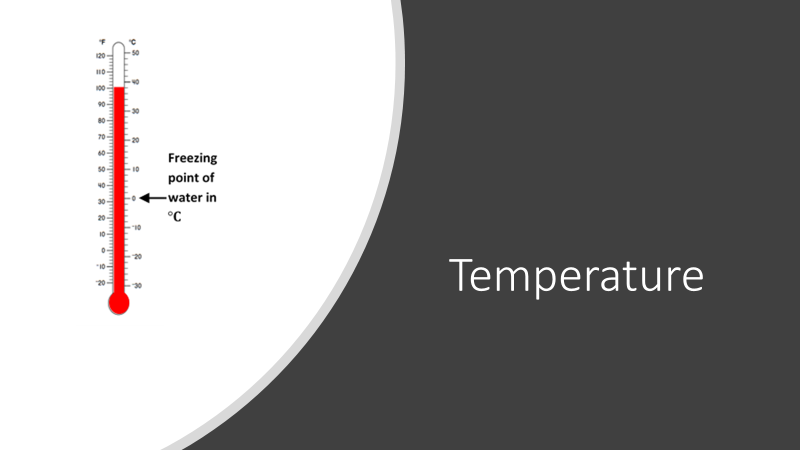 °F °C
120 50
110
100 40
90
80 30
70
60 20
50 10
40
30 0
20
10 -10
0
-10 -20
-20 -30
Freezing
point of
water in
°C
Temperature